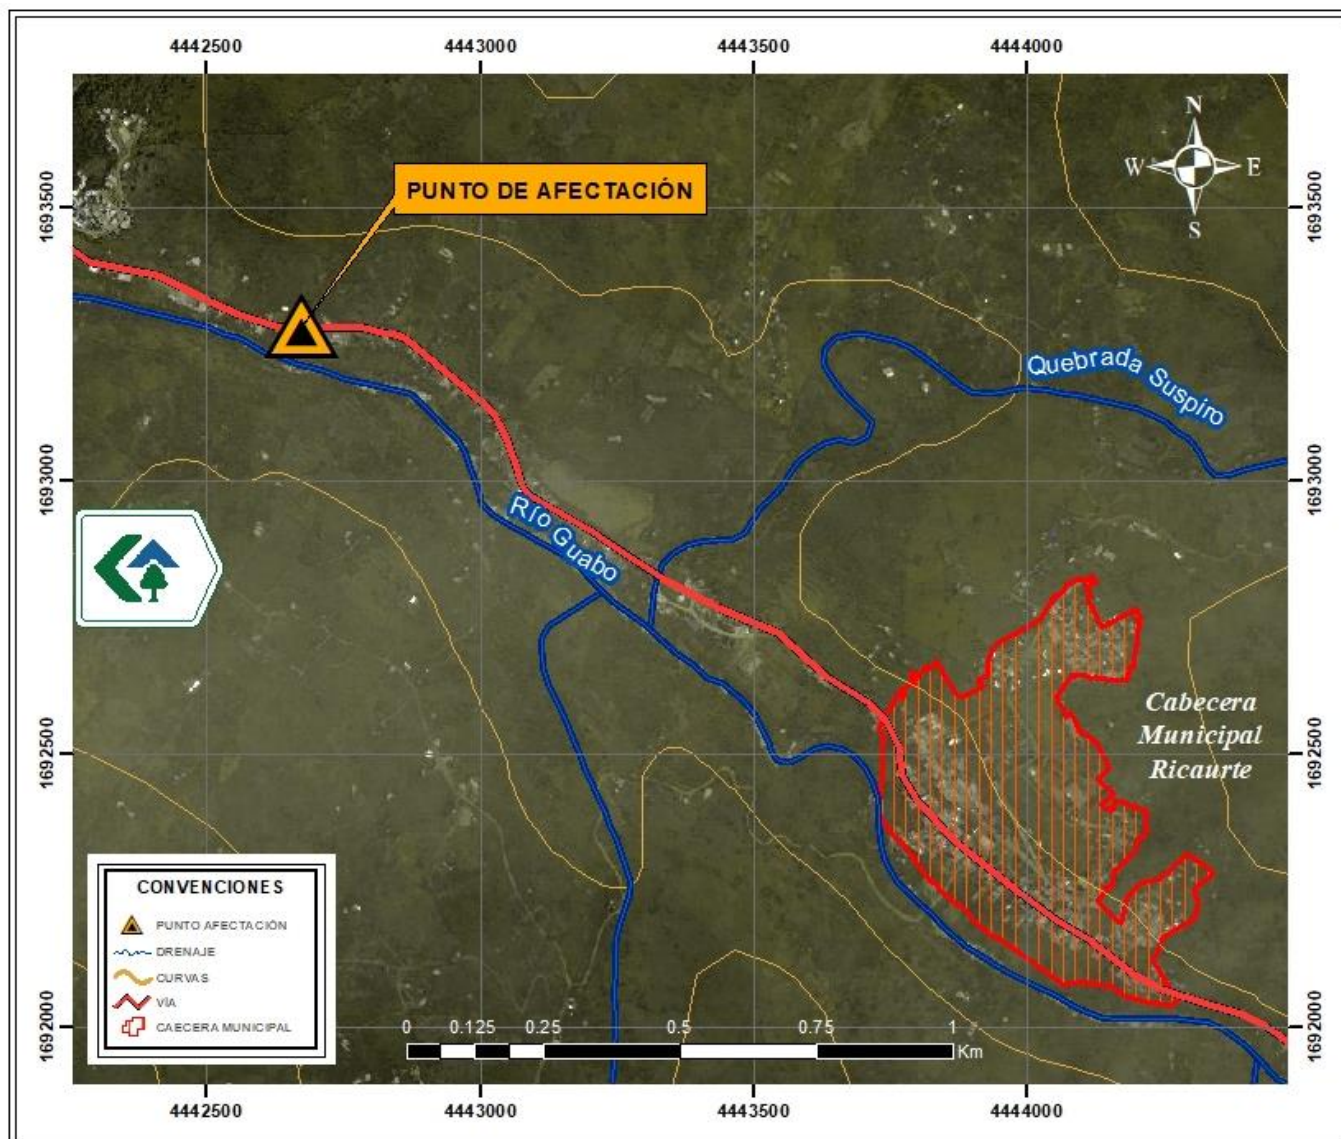 4442500 4443000 4443500 4444000
N
W E
S
PUNTO DE AFECTACIÓN
1693500
1693500
Quebrada Suspiro
1693000
1693000
Río Guabo
Cabecera
Municipal
Ricaurte
1692500
1692500
CONVENCIONES
PUNTO AFECTACIÓN
DRENAJE
CURVAS
VÍA
CAECERA MUNICIPAL
1692000
1692000
0 0.125 0.25 0.5 0.75 1
Km
4442500 4443000 4443500 4444000